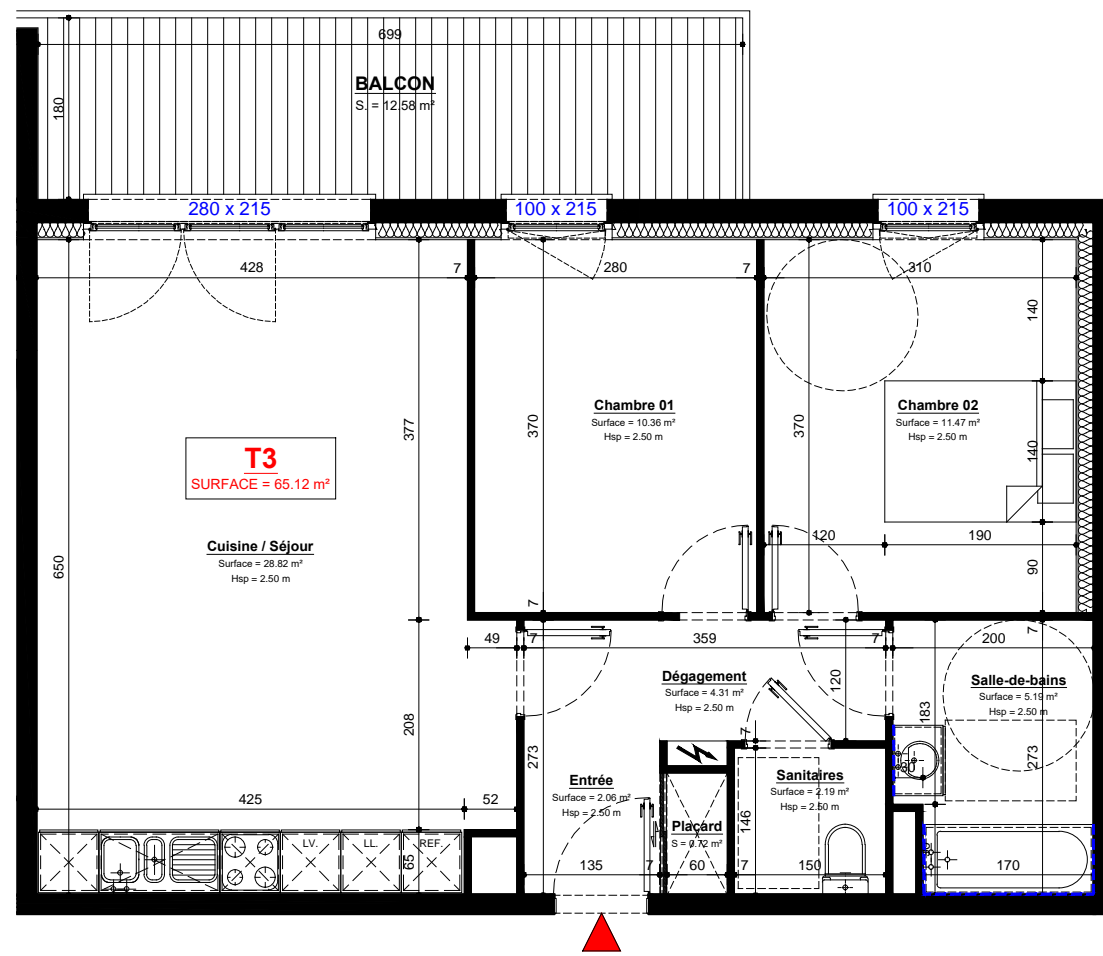 699
BALCON
S. = 12.58 m²
180
280 x 215
100 x 215
100 x 215
428
7
280
7
310
140
377
370
370
Chambre 01
Surface = 10.36 m²
Hsp = 2.50 m
Chambre 02
Surface = 11.47 m²
Hsp = 2.50 m
140
T3
SURFACE = 65.12 m²
120
190
Cuisine / Séjour
Surface = 28.82 m²
Hsp = 2.50 m
650
90
7
7
49
7
359
7
200
Dégagement
Surface = 4.31 m²
Hsp = 2.50 m
120
Salle-de-bains
Surface = 5.19 m²
Hsp = 2.50 m
183
208
7
273
273
Entrée
Surface = 2.06 m²
Hsp = 2.50 m
Sanitaires
Surface = 2.19 m²
Hsp = 2.50 m
425
52
146
Placard
S = 0.72 m²
LV.
LL.
REF.
65
135
7
60
7
150
170